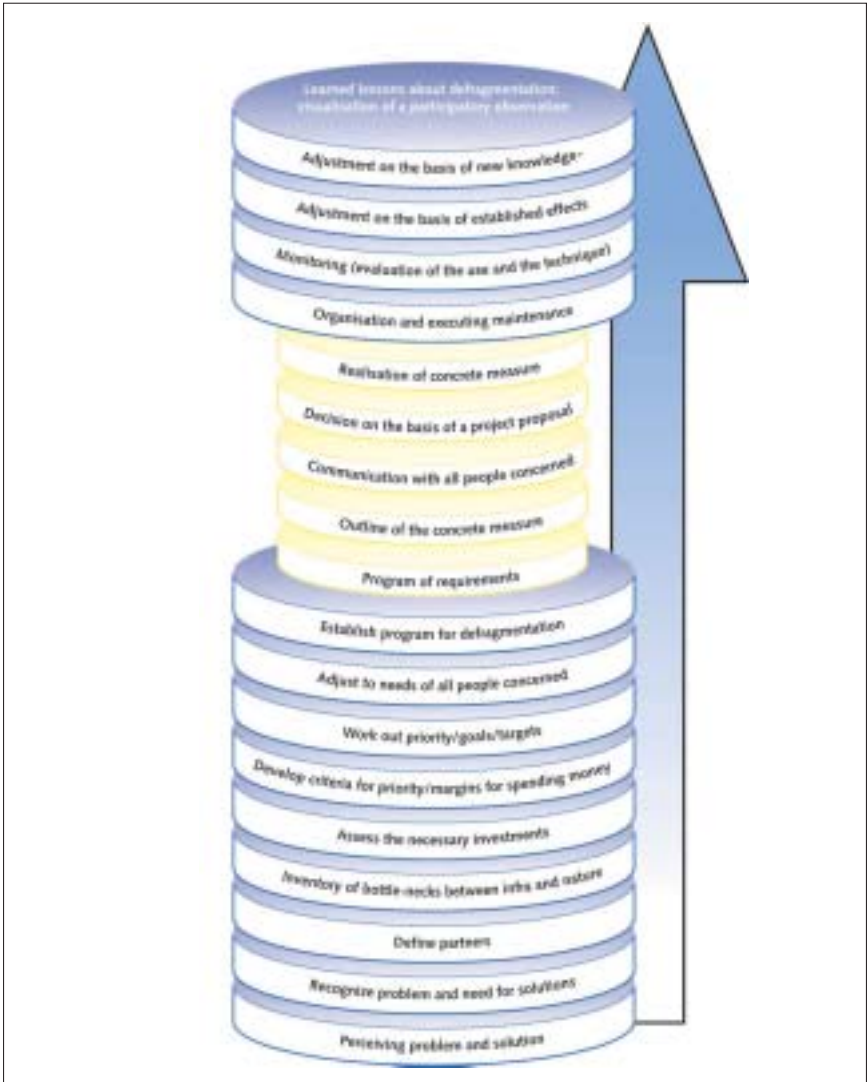 Learned lessons about defragmentation:
visualisation of a participatory observation
Adjustment on the basis of new knowledge-
Adjustment on the basis of established effects
Monitoring (evaluation of the use and the technique)
Organisation and executing maintenance
Realisation of concrete measure
Decision on the basis of a project proposal
Communication with all people concerned
Outline of the concrete measure
Program of requirements
Establish program for defragmentation
Adjust to needs of all people concerned
Work out priority/goals/targets
Develop criteria for priority/margins for spending money
Assess the necessary investments
Inventory of bottle-necks between infra and nature
Define parteers
Recognize problem and need for solutions
Perceiving problem and solution